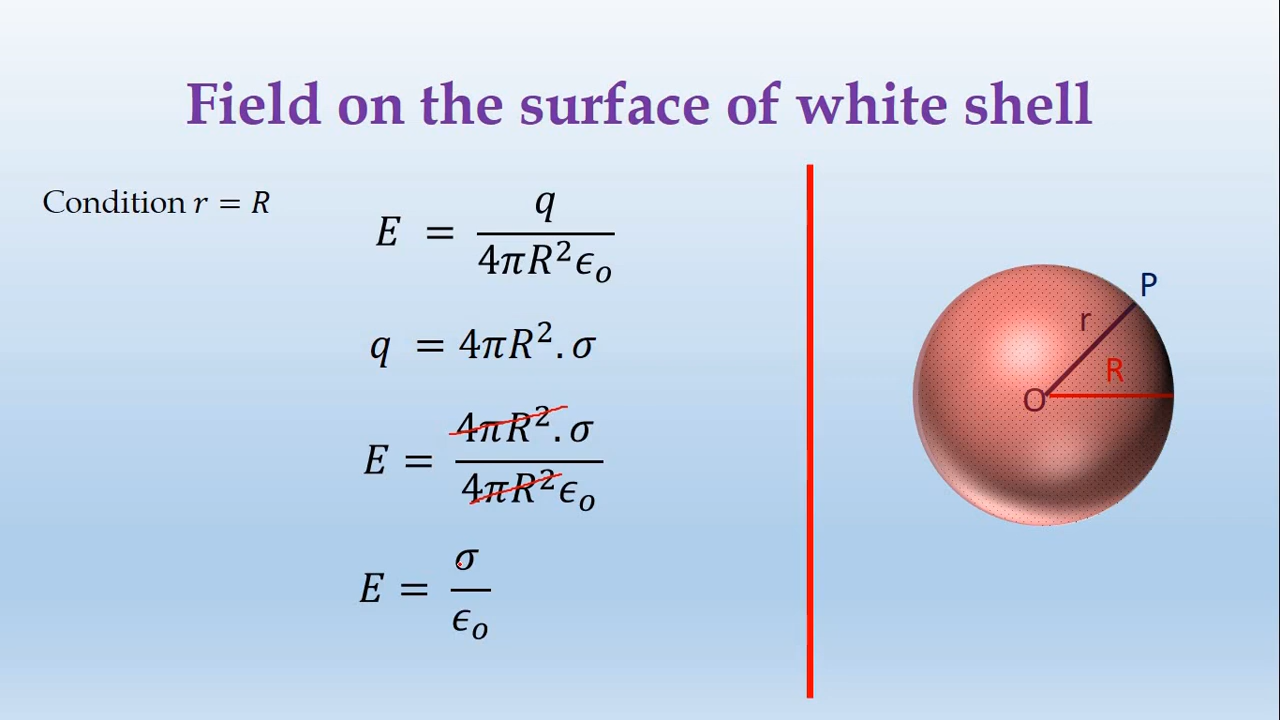 Field on the surface of white shell
Condition r = R
E = q / 4πR²ϵₒ
q = 4πR².σ
E = 4πR².σ / 4πR²ϵₒ
E = σ / ϵₒ
P
r
R
O